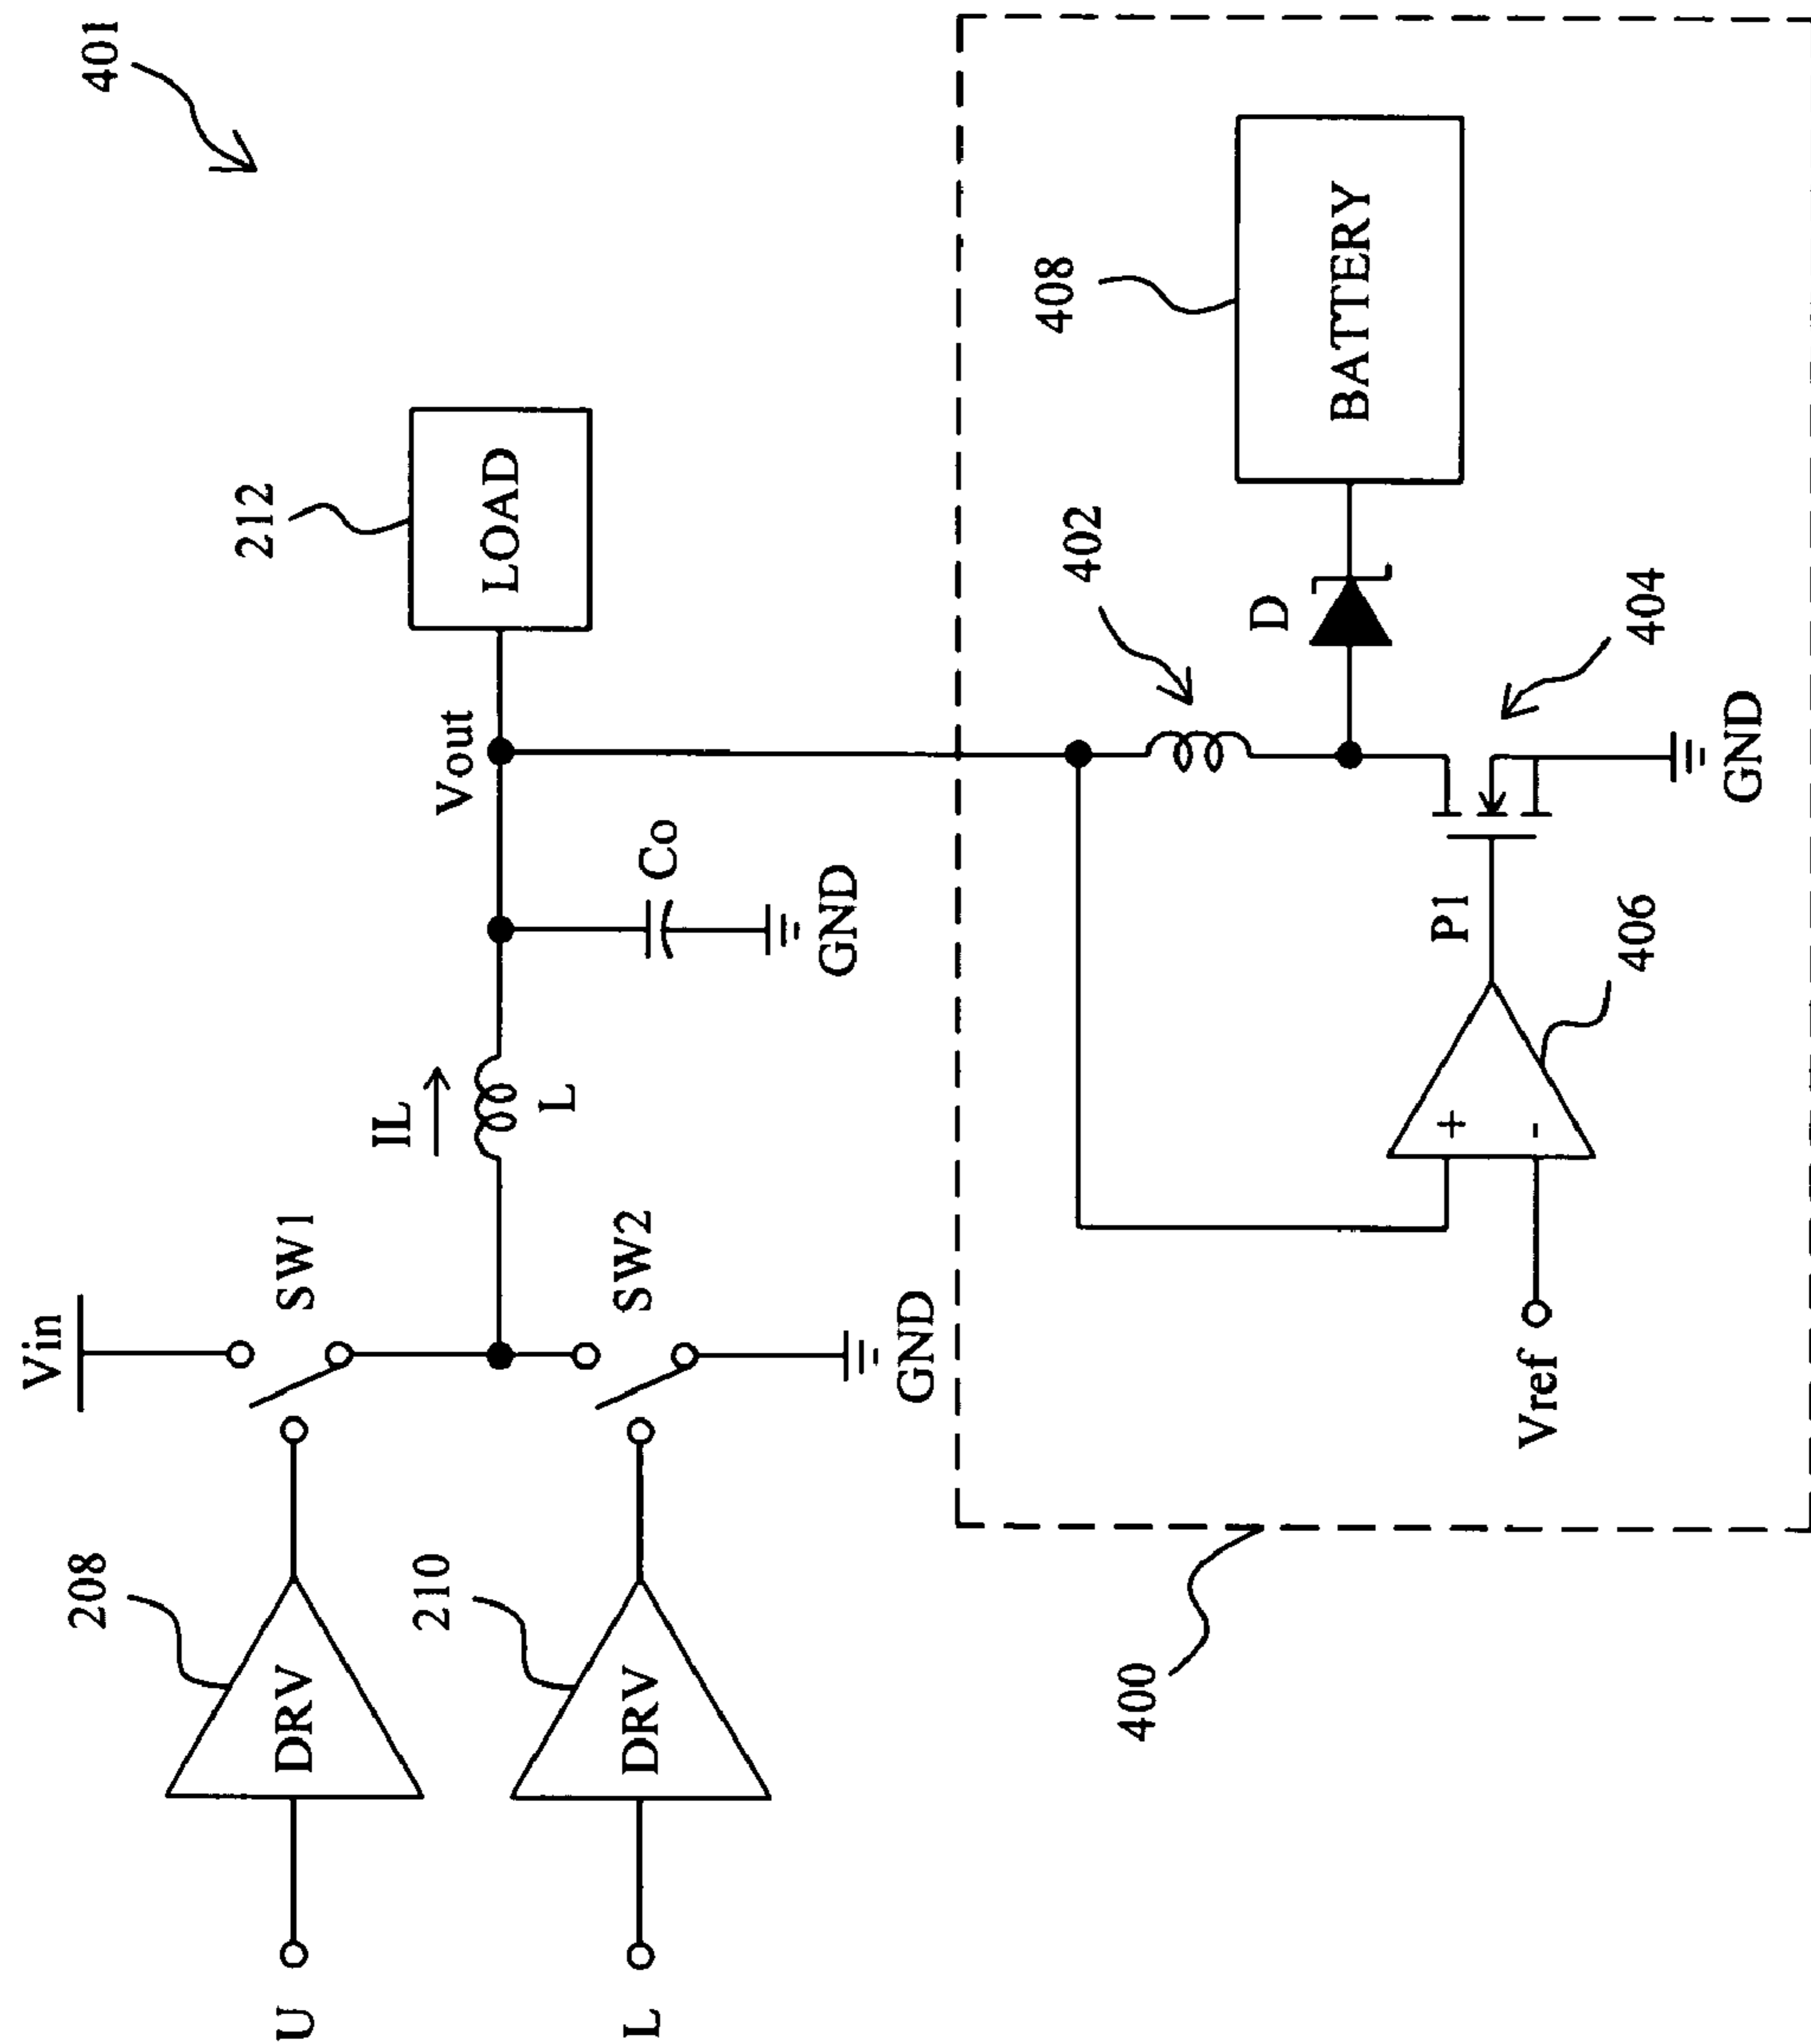 401
Vin
208
U
DRV
SW1
IL
L
Vout
212
LOAD
210
L
DRV
SW2
GND
Co
GND
400
402
408
D
BATTERY
Vref
+
-
P1
406
404
GND